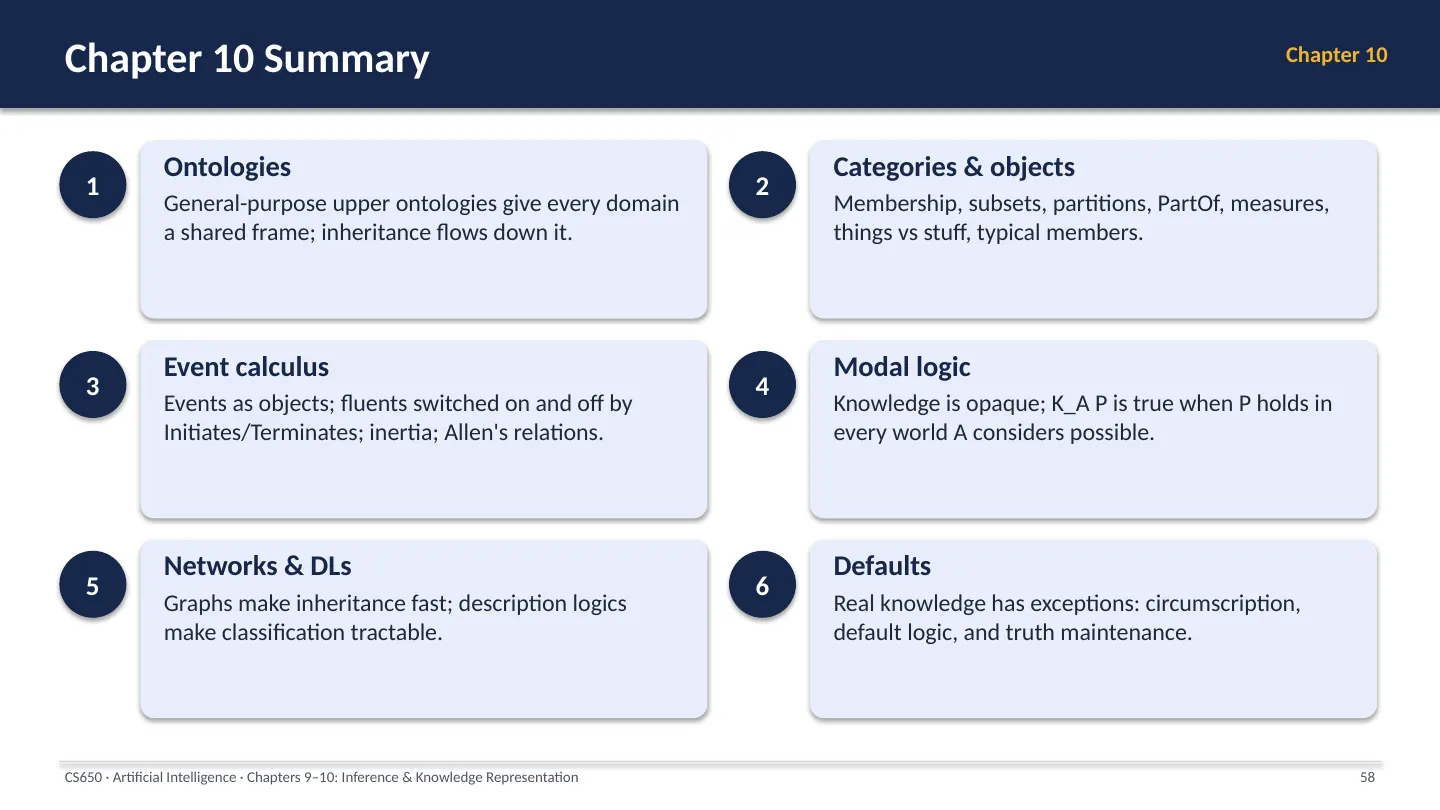 Chapter 10 Summary
Chapter 10
1
Ontologies
General-purpose upper ontologies give every domain
a shared frame; inheritance flows down it.
2
Categories & objects
Membership, subsets, partitions, PartOf, measures,
things vs stuff, typical members.
3
Event calculus
Events as objects; fluents switched on and off by
Initiates/Terminates; inertia; Allen's relations.
4
Modal logic
Knowledge is opaque; K_A P is true when P holds in
every world A considers possible.
5
Networks & DLs
Graphs make inheritance fast; description logics
make classification tractable.
6
Defaults
Real knowledge has exceptions: circumscription,
default logic, and truth maintenance.
CS650 · Artificial Intelligence · Chapters 9–10: Inference & Knowledge Representation
58